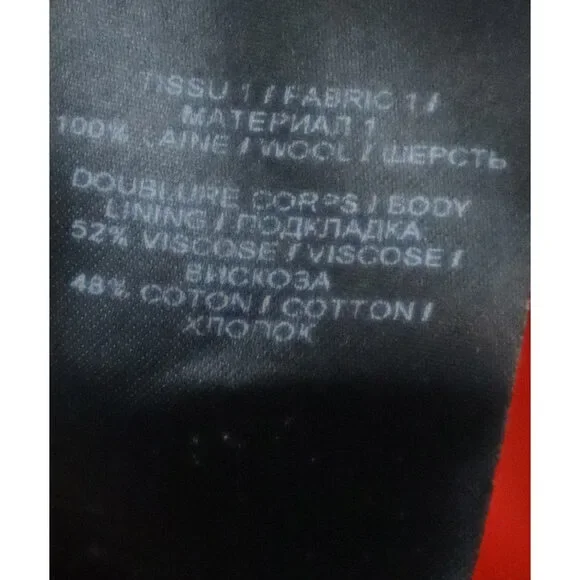 TISSU 1 / FABRIC 1 /
МАТЕРИАЛ 1
100% LAINE / WOOL / ШЕРСТЬ
DOUBLURE CORPS / BODY
LINING / ПОДКЛАДКА
52% VISCOSE / VISCOSE /
ВИСКОЗА
48% COTON / COTTON /
ХЛОПОК